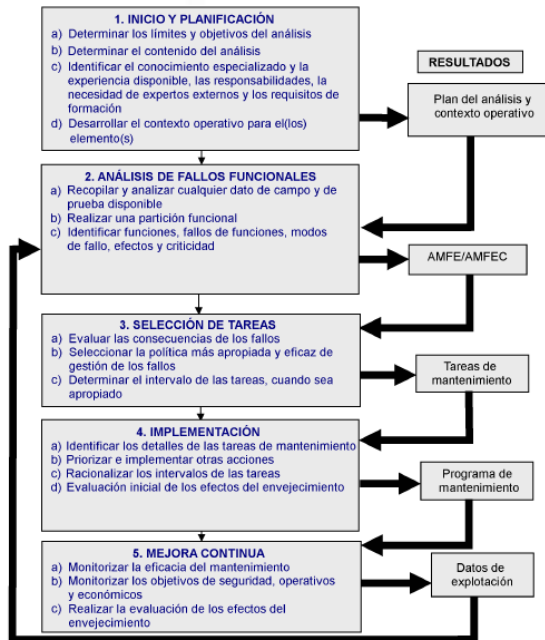 1. INICIO Y PLANIFICACIÓN
a) Determinar los límites y objetivos del análisis
b) Determinar el contenido del análisis
c) Identificar el conocimiento especializado y la
experiencia disponible, las responsabilidades, la
necesidad de expertos externos y los requisitos de
formación
d) Desarrollar el contexto operativo para el(los)
elemento(s)
RESULTADOS
Plan del análisis y
contexto operativo
2. ANÁLISIS DE FALLOS FUNCIONALES
a) Recopilar y analizar cualquier dato de campo y de
prueba disponible
b) Realizar una partición funcional
c) Identificar funciones, fallos de funciones, modos
de fallo, efectos y criticidad
AMFE/AMFEC
3. SELECCIÓN DE TAREAS
a) Evaluar las consecuencias de los fallos
b) Seleccionar la política más apropiada y eficaz de
gestión de los fallos
c) Determinar el intervalo de las tareas, cuando sea
apropiado
Tareas de
mantenimiento
4. IMPLEMENTACIÓN
a) Identificar los detalles de las tareas de mantenimiento
b) Priorizar e implementar otras acciones
c) Racionalizar los intervalos de las tareas
d) Evaluación inicial de los efectos del envejecimiento
Programa de
mantenimiento
5. MEJORA CONTINUA
a) Monitorizar la eficacia del mantenimiento
b) Monitorizar los objetivos de seguridad, operativos
y económicos
c) Realizar la evaluación de los efectos del
envejecimiento
Datos de
explotación